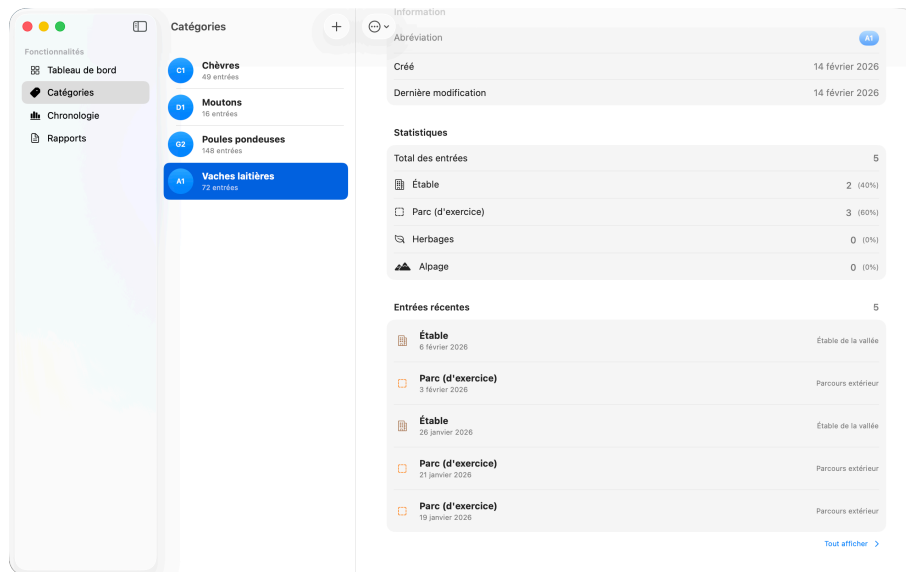 Fonctionnalités
Tableau de bord
Catégories
Chronologie
Rapports
Catégories
C1
Chèvres
49 entrées
D1
Moutons
16 entrées
G2
Poules pondeuses
148 entrées
A1
Vaches laitières
72 entrées
Information
Abréviation A1
Créé 14 février 2026
Dernière modification 14 février 2026
Statistiques
Total des entrées 5
Étable 2 (40%)
Parc (d'exercice) 3 (60%)
Herbages 0 (0%)
Alpage 0 (0%)
Entrées récentes 5
Étable
6 février 2026
Étable de la vallée
Parc (d'exercice)
3 février 2026
Parcours extérieur
Étable
26 janvier 2026
Étable de la vallée
Parc (d'exercice)
21 janvier 2026
Parcours extérieur
Parc (d'exercice)
19 janvier 2026
Parcours extérieur
Tout afficher